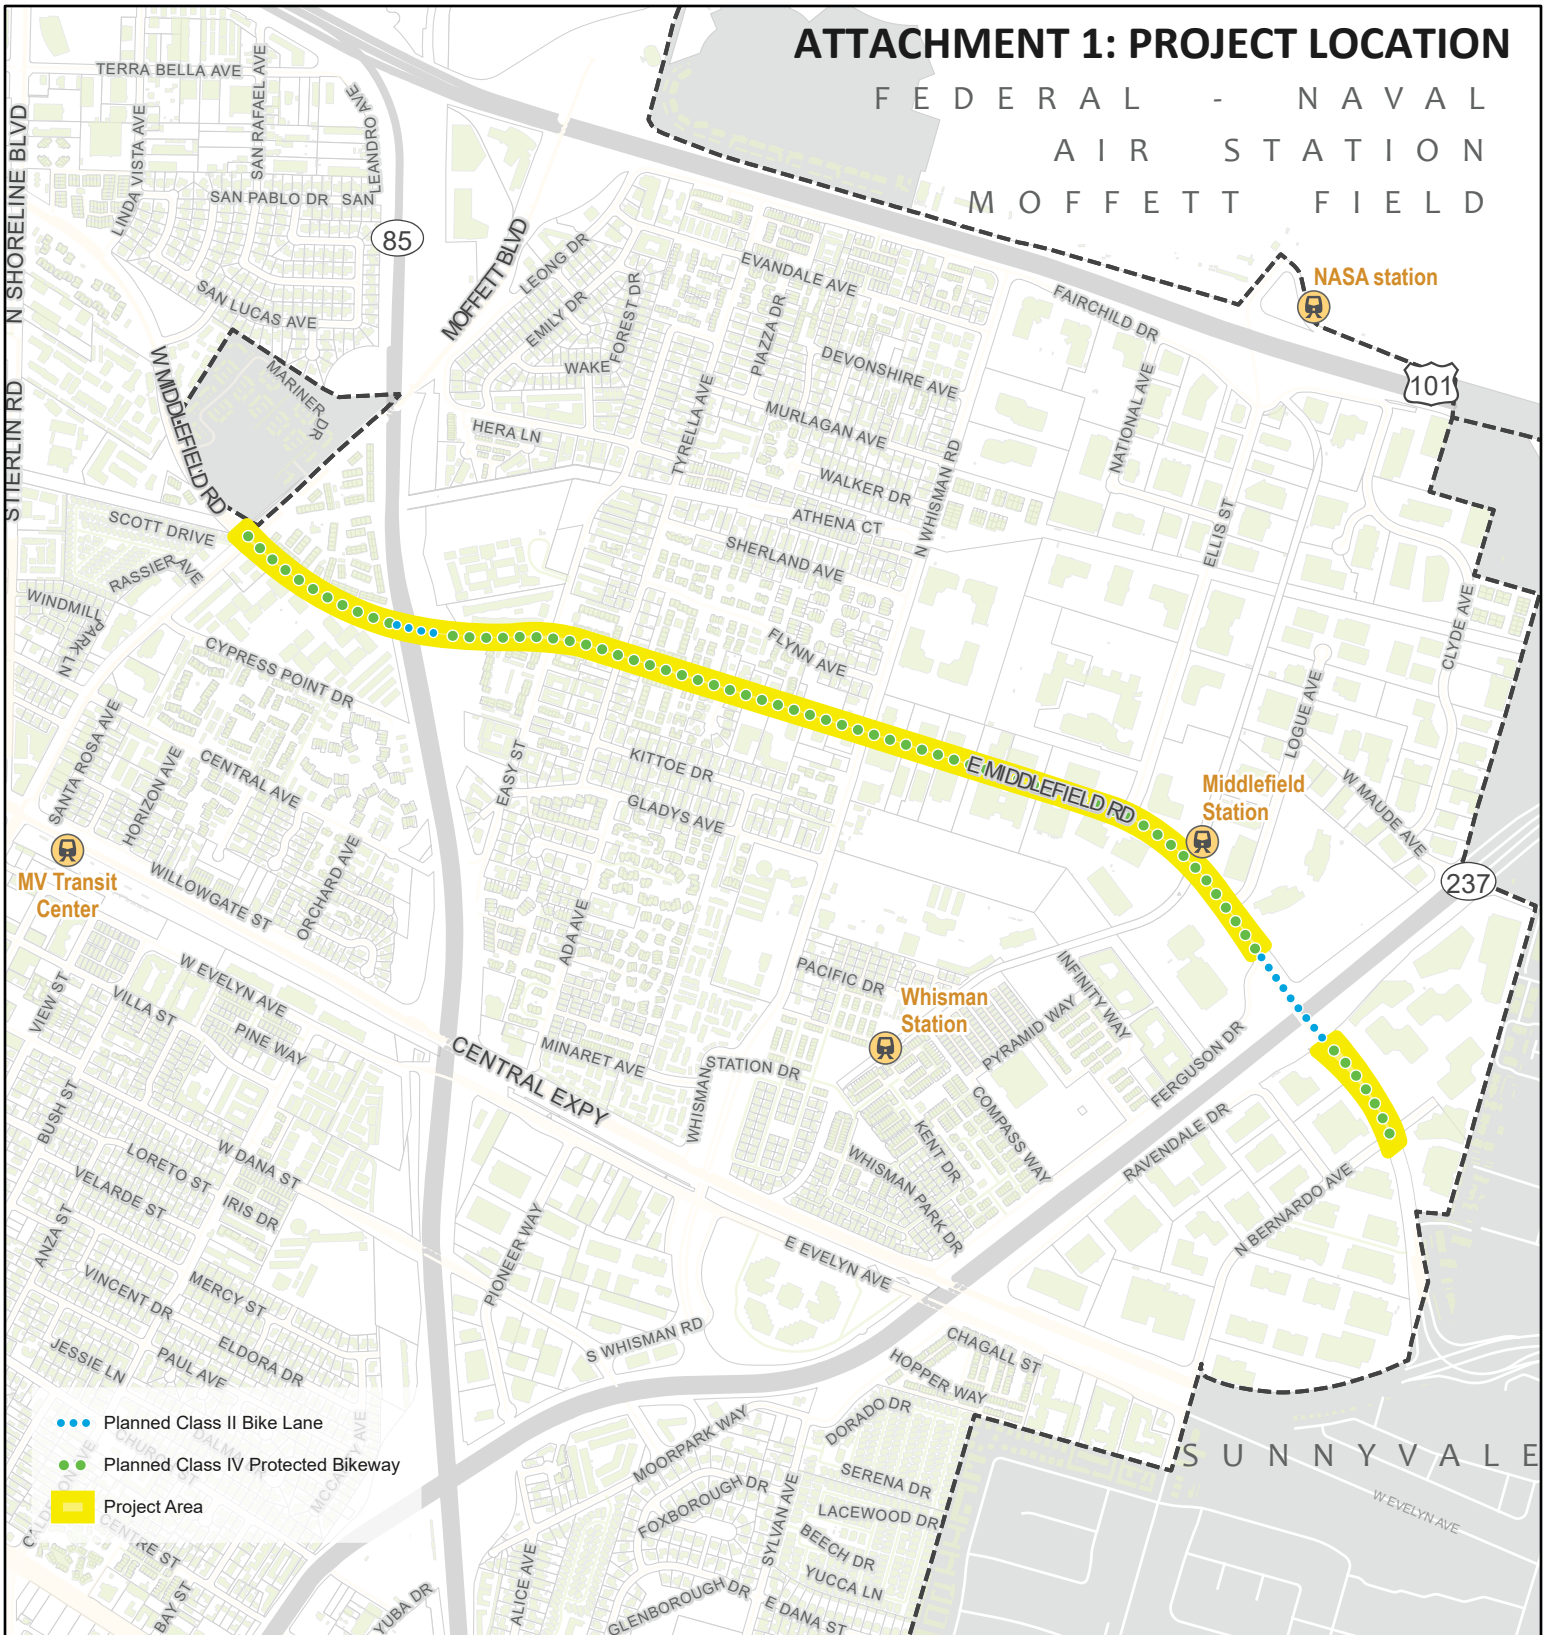 ATTACHMENT 1: PROJECT LOCATION
FEDERAL - NAVAL
AIR STATION
MOFFETT FIELD
TERRA BELLA AVE
SAN RAFAEL AVE
SAN LEANDRO AVE
LINDA VISTA AVE
N SHORELINE BLVD
SAN PABLO DR
85
MOFFETT BLVD
LEONG DR
EMILY DR
FOREST DR
WAKE
EVANDALE AVE
PIAZZA DR
FAIRCHILD DR
NASA station
101
SAN LUCAS AVE
W MIDDLEFIELD RD
MARINER DR
STIERLIN RD
DEVONSHIRE AVE
NATIONAL AVE
TYRELLA AVE
MURLAGAN AVE
HERA LN
WALKER DR
N WHISMAN RD
ATHENA CT
SHERLAND AVE
ELLIS ST
SCOTT DRIVE
RASSIER AVE
WINDMILL
PARK LN
CYPRESS POINT DR
FLYNN AVE
CLYDE AVE
LOGUE AVE
SANTA ROSA AVE
HORIZON AVE
CENTRAL AVE
EASY ST
KITTOE DR
GLADYS AVE
E MIDDLEFIELD RD
Middlefield
Station
W MAUDE AVE
237
MV Transit
Center
WILLOWGATE ST
ORCHARD AVE
ADA AVE
PACIFIC DR
Whisman
Station
INFINITY WAY
PYRAMID WAY
VIEW ST
W EVELYN AVE
VILLA ST
PINE WAY
CENTRAL EXPY
MINARET AVE
WHISMAN
STATION DR
FERGUSON DR
COMPASS WAY
KENT DR
RAVENDALE DR
BUSH ST
W DANA ST
LORETO ST
VELARDE ST
IRIS DR
WHISMAN PARK DR
N BERNARDO AVE
ANZA ST
PIONEER WAY
E EVELYN AVE
VINCENT DR
MERCY ST
ELDORA DR
PAUL AVE
JESSIE LN
S WHISMAN RD
CHAGALL ST
HOPPER WAY
DORADO DR
MOORPARK WAY
SUNNYVALE
SERENA DR
FOXBOROUGH DR
SYLVAN AVE
LACEWOOD DR
BEECH DR
YUCCA LN
W EVELYN AVE
ALICE AVE
GLENBOROUGH DR
E DANA ST
YUBA DR
BAY ST
CHURCH ST
Planned Class II Bike Lane
Planned Class IV Protected Bikeway
Project Area